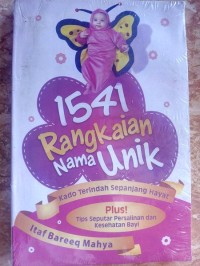 1541
Rangkaian
Nama Unik
Kado Terindah Sepanjang Hayat
Plus!
Tips Seputar Persalinan dan
Kesehatan Bayi
Itaf Bareeq Mahya